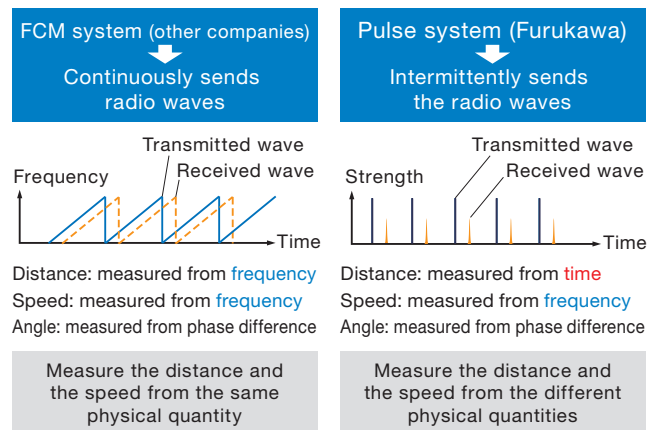 FCM system (other companies)
Continuously sends
radio waves
Transmitted wave
Received wave
Frequency
Time
Distance: measured from frequency
Speed: measured from frequency
Angle: measured from phase difference
Measure the distance and
the speed from the same
physical quantity
Pulse system (Furukawa)
Intermittently sends
the radio waves
Transmitted wave
Received wave
Strength
Time
Distance: measured from time
Speed: measured from frequency
Angle: measured from phase difference
Measure the distance and
the speed from the different
physical quantities